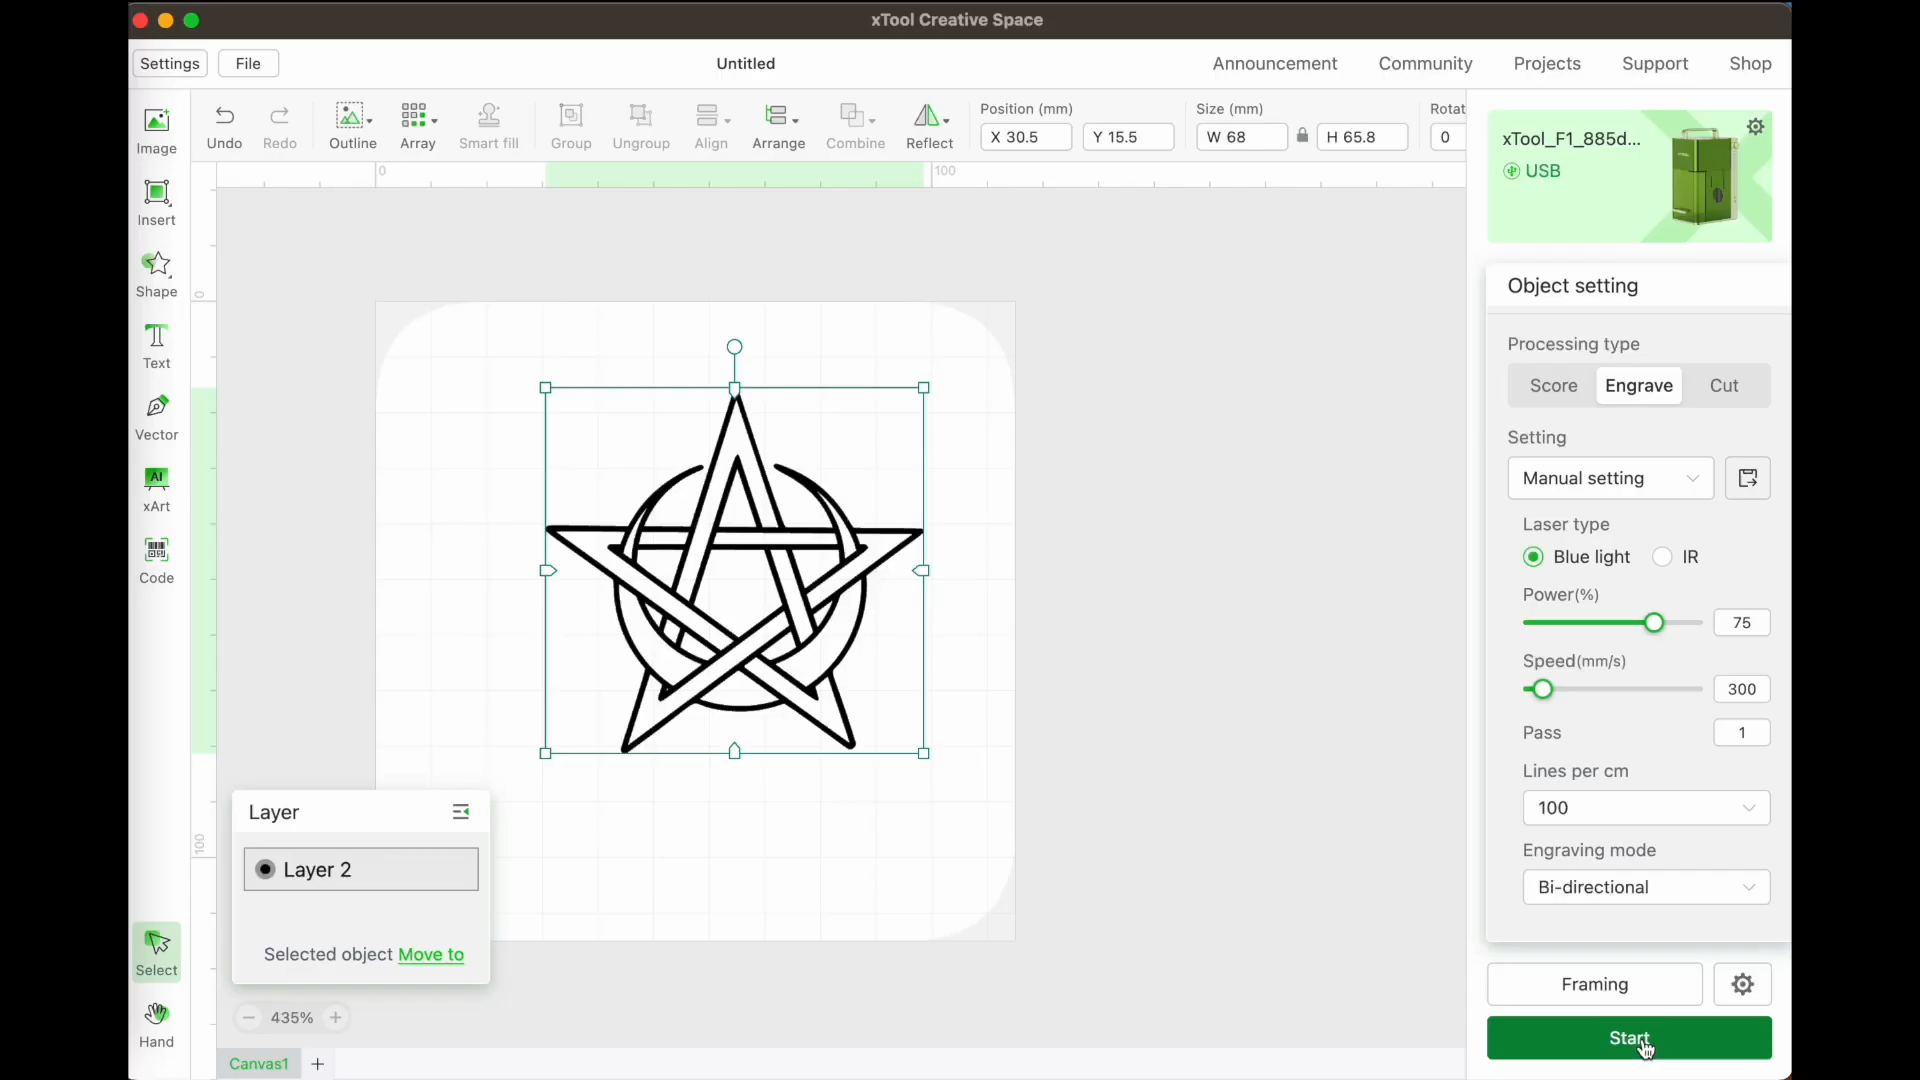 xTool Creative Space
Settings File Untitled Announcement Community Projects Support Shop
Image
Insert
Shape
Text
Vector
AI
xArt
Code
Select
Hand
Undo Redo Outline Array Smart fill Group Ungroup Align Arrange Combine Reflect
Position (mm) Size (mm) Rotat
X 30.5 Y 15.5 W 68 H 65.8 0
0 100
0
100
Layer
Layer 2
Selected object Move to
435%
Canvas1
xTool_F1_885d...
USB
Object setting
Processing type
Score Engrave Cut
Setting
Manual setting
Laser type
Blue light IR
Power(%)
75
Speed(mm/s)
300
Pass 1
Lines per cm
100
Engraving mode
Bi-directional
Framing
Start